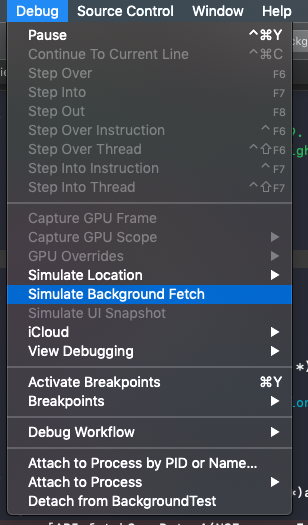 Debug Source Control Window Help
Pause ^⌘Y
Continue To Current Line ^⌘C
Step Over F6
Step Into F7
Step Out F8
Step Over Instruction ^F6
Step Over Thread ^⇧F6
Step Into Instruction ^F7
Step Into Thread ^⇧F7
Capture GPU Frame
Capture GPU Scope
GPU Overrides
Simulate Location
Simulate Background Fetch
Simulate UI Snapshot
iCloud
View Debugging
Activate Breakpoints ⌘Y
Breakpoints
Debug Workflow
Attach to Process by PID or Name...
Attach to Process
Detach from BackgroundTest